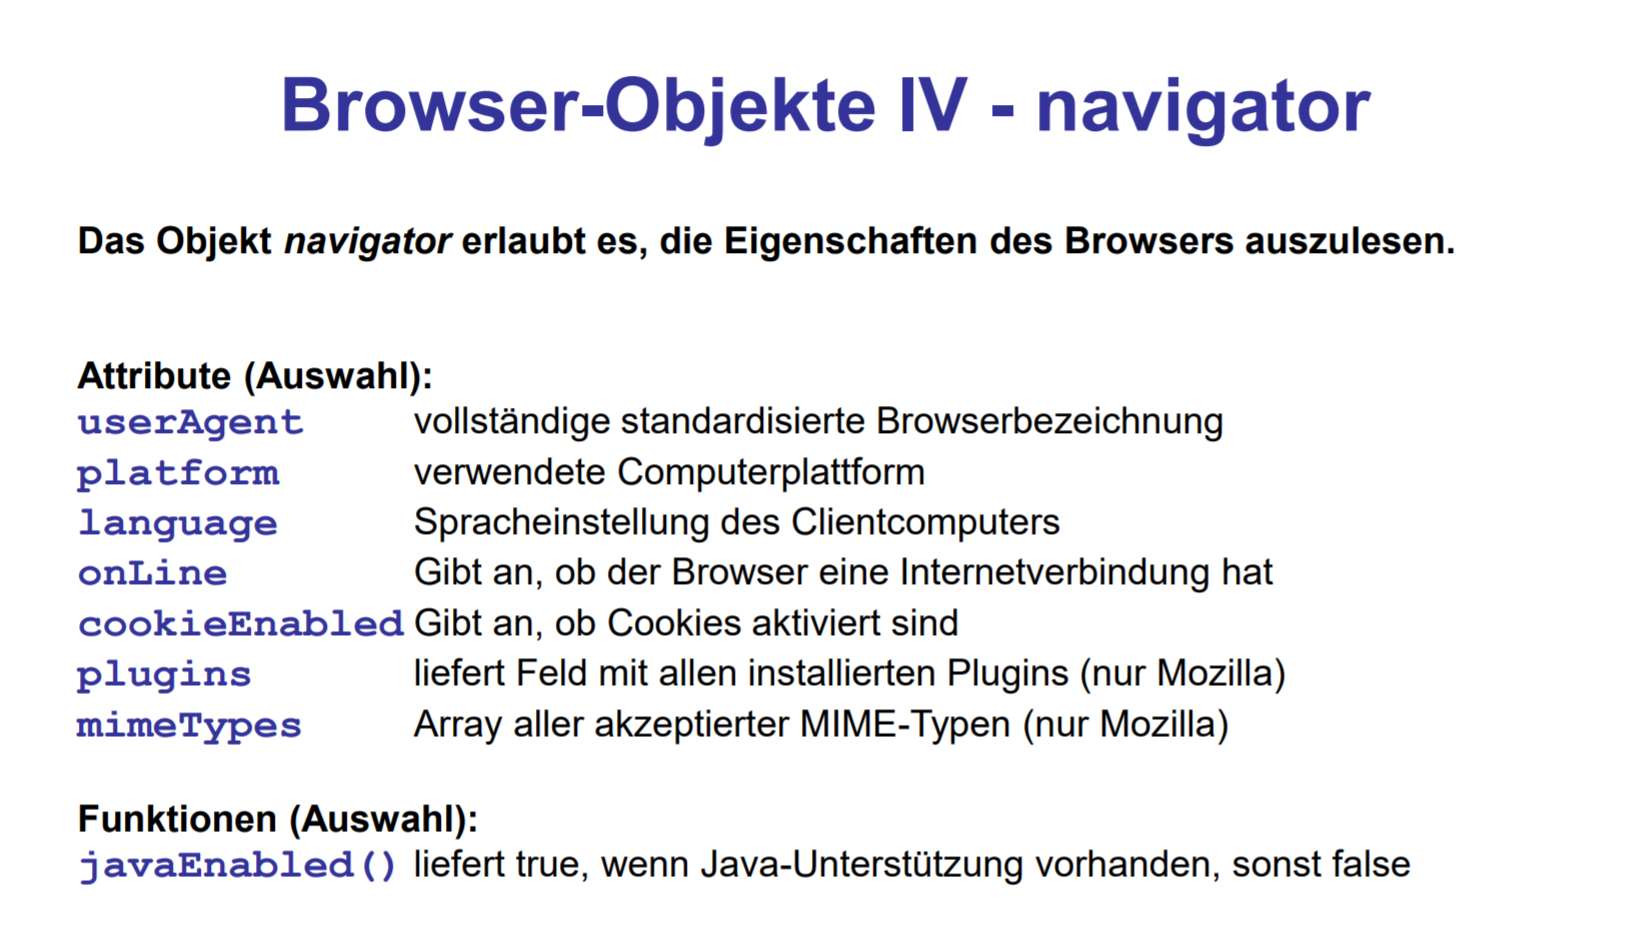 Browser-Objekte IV - navigator
Das Objekt navigator erlaubt es, die Eigenschaften des Browsers auszulesen.
Attribute (Auswahl):
userAgent vollständige standardisierte Browserbezeichnung
platform verwendete Computerplattform
language Spracheinstellung des Clientcomputers
onLine Gibt an, ob der Browser eine Internetverbindung hat
cookieEnabled Gibt an, ob Cookies aktiviert sind
plugins liefert Feld mit allen installierten Plugins (nur Mozilla)
mimeTypes Array aller akzeptierter MIME-Typen (nur Mozilla)
Funktionen (Auswahl):
javaEnabled() liefert true, wenn Java-Unterstützung vorhanden, sonst false